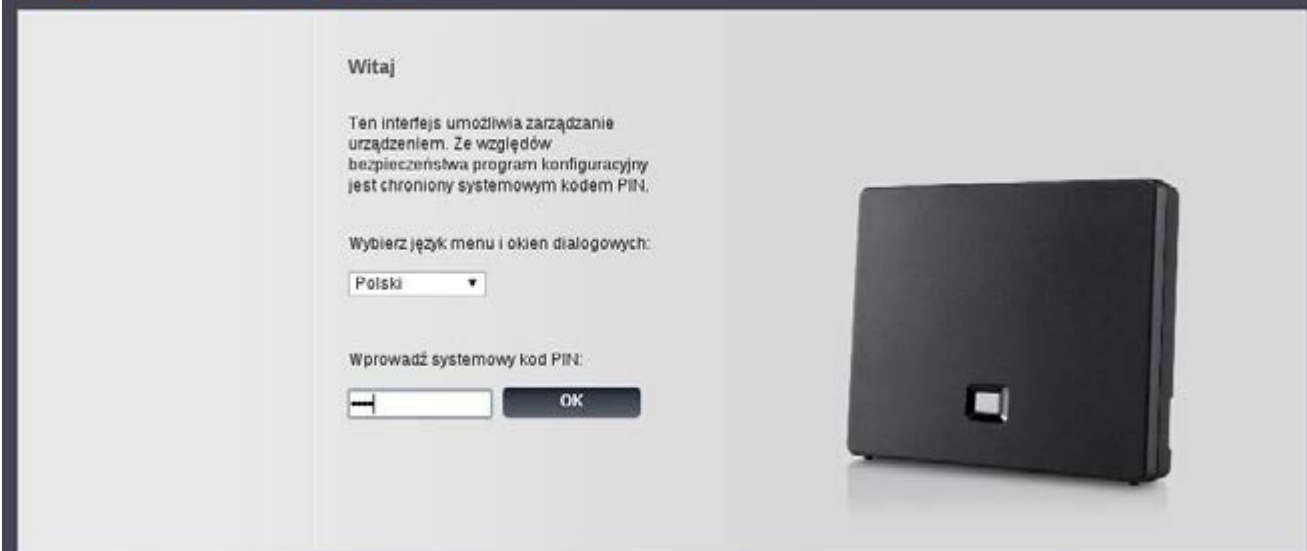 Witaj
Ten interfejs umożliwia zarządzanie
urządzeniem. Ze względów
bezpieczeństwa program konfiguracyjny
jest chroniony systemowym kodem PIN.
Wybierz język menu i okien dialogowych:
Polski
Wprowadź systemowy kod PIN:
OK